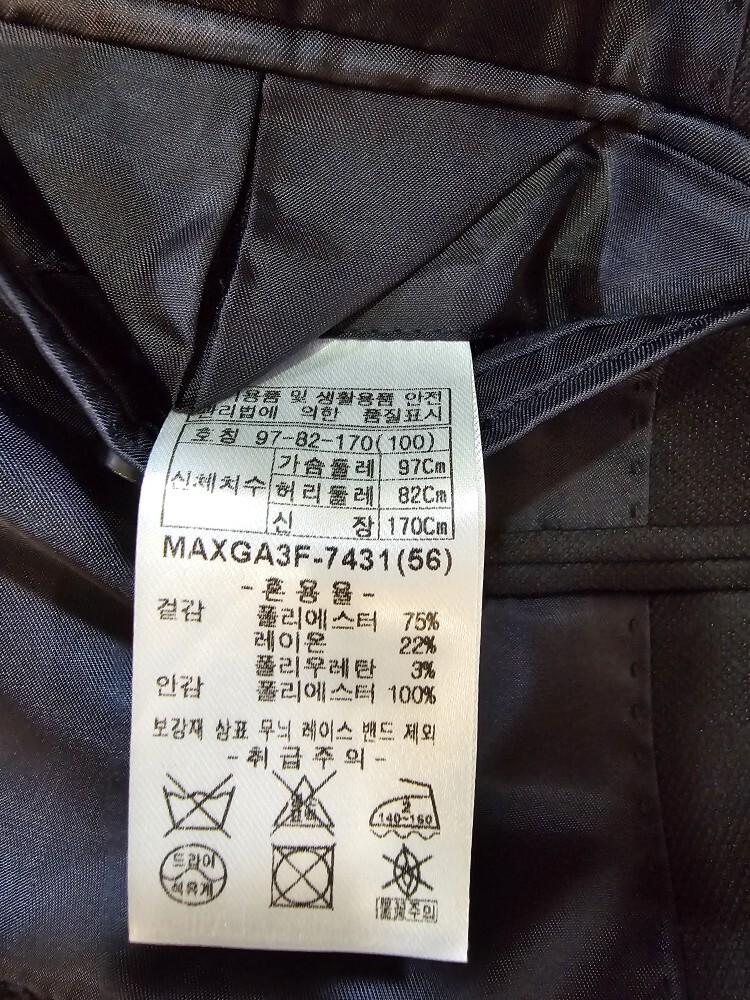 용품 및 생활용품 안전
관리법에 의한 품질표시
호칭 97-82-170(100)
신체치수 가슴둘레 97Cm
허리둘레 82Cm
신장 170Cm
MAXGA3F-7431(56)
-혼용율-
겉감 폴리에스터 75%
레이온 22%
폴리우레탄 3%
안감 폴리에스터 100%
보강재 상표 무늬 레이스 밴드 제외
-취급주의-
2
140~160
드라이
석유계